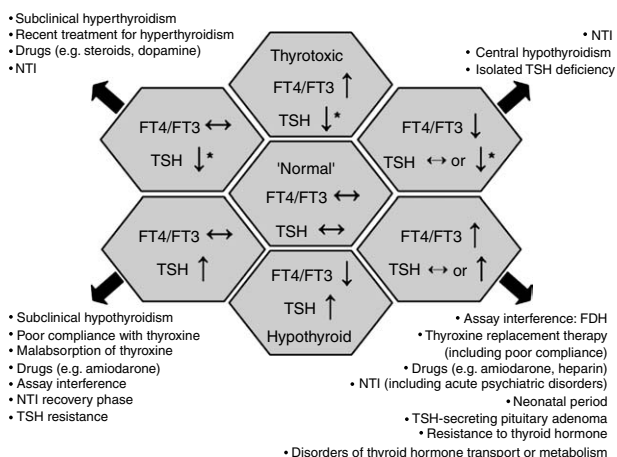 • Subclinical hyperthyroidism
• Recent treatment for hyperthyroidism
• Drugs (e.g. steroids, dopamine)
• NTI
• NTI
• Central hypothyroidism
• Isolated TSH deficiency
Thyrotoxic
FT4/FT3 ↑
TSH ↓*
FT4/FT3 ↔
TSH ↓*
FT4/FT3 ↓
TSH ↔ or ↓*
'Normal'
FT4/FT3 ↔
TSH ↔
FT4/FT3 ↔
TSH ↑
FT4/FT3 ↑
TSH ↔ or ↑
FT4/FT3 ↓
TSH ↑
Hypothyroid
• Subclinical hypothyroidism
• Poor compliance with thyroxine
• Malabsorption of thyroxine
• Drugs (e.g. amiodarone)
• Assay interference
• NTI recovery phase
• TSH resistance
• Assay interference: FDH
• Thyroxine replacement therapy
(including poor compliance)
• Drugs (e.g. amiodarone, heparin)
• NTI (including acute psychiatric disorders)
• Neonatal period
• TSH-secreting pituitary adenoma
• Resistance to thyroid hormone
• Disorders of thyroid hormone transport or metabolism